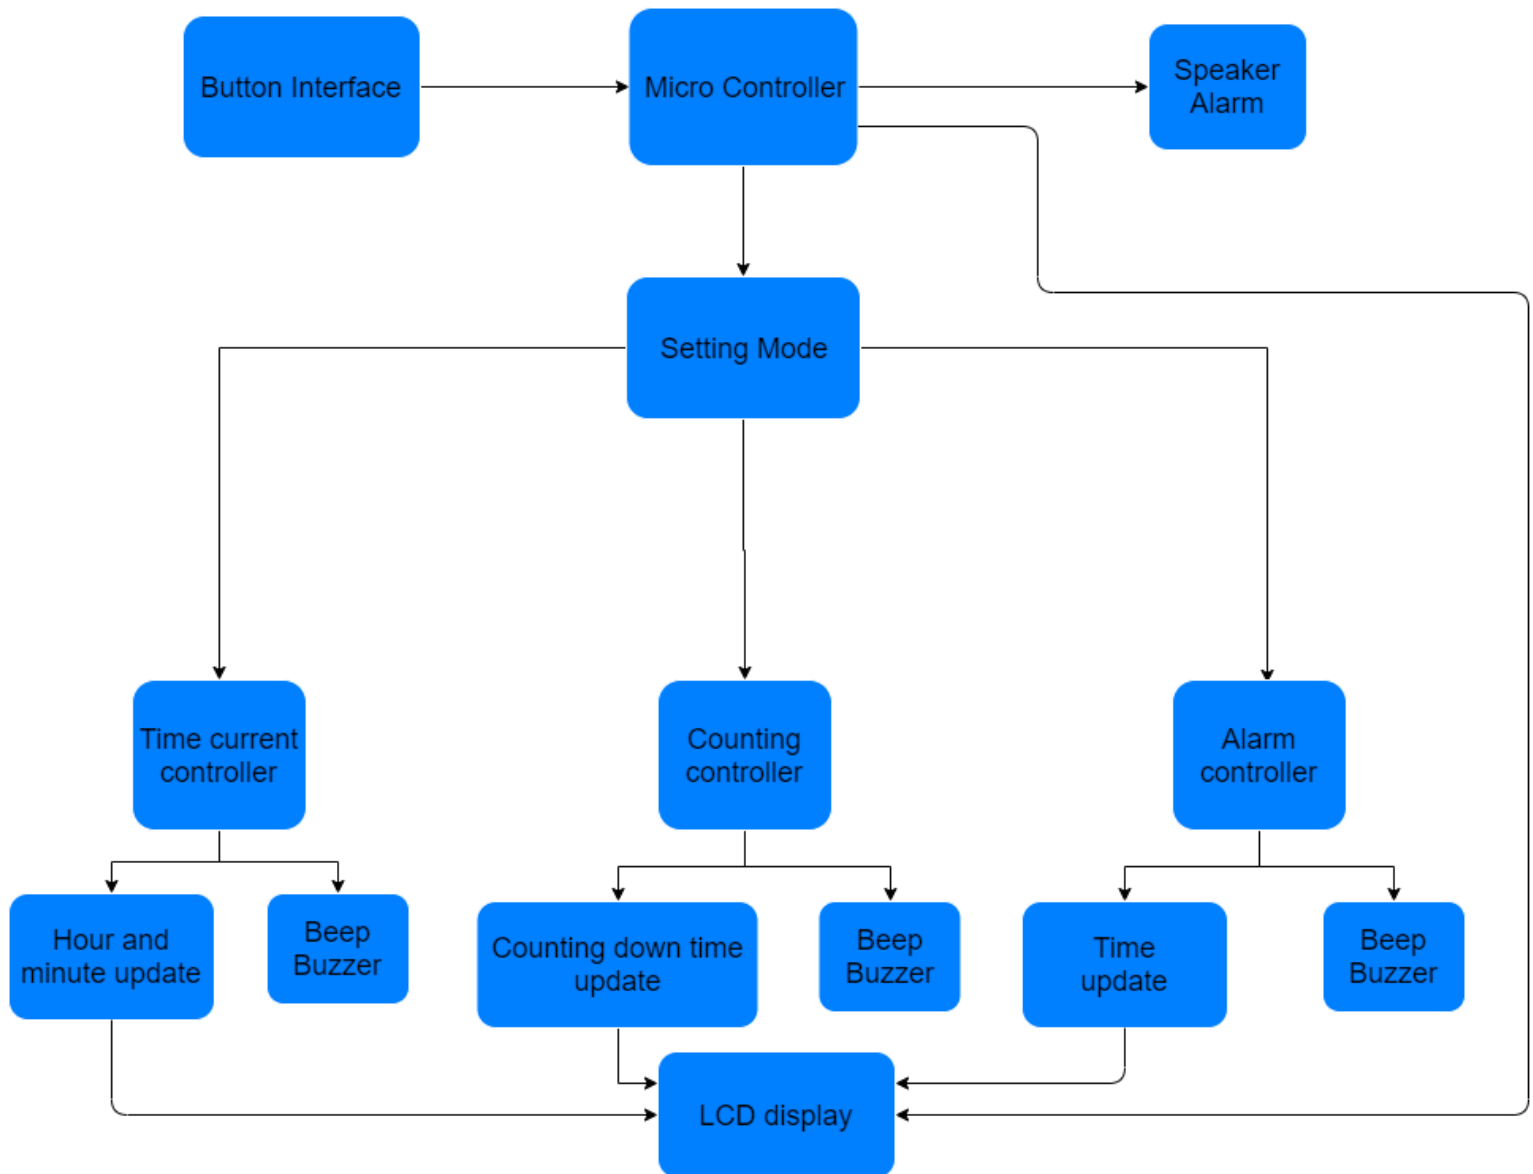 Button Interface
Micro Controller
Speaker
Alarm
Setting Mode
Time current
controller
Counting
controller
Alarm
controller
Hour and
minute update
Beep
Buzzer
Counting down time
update
Beep
Buzzer
Time
update
Beep
Buzzer
LCD display